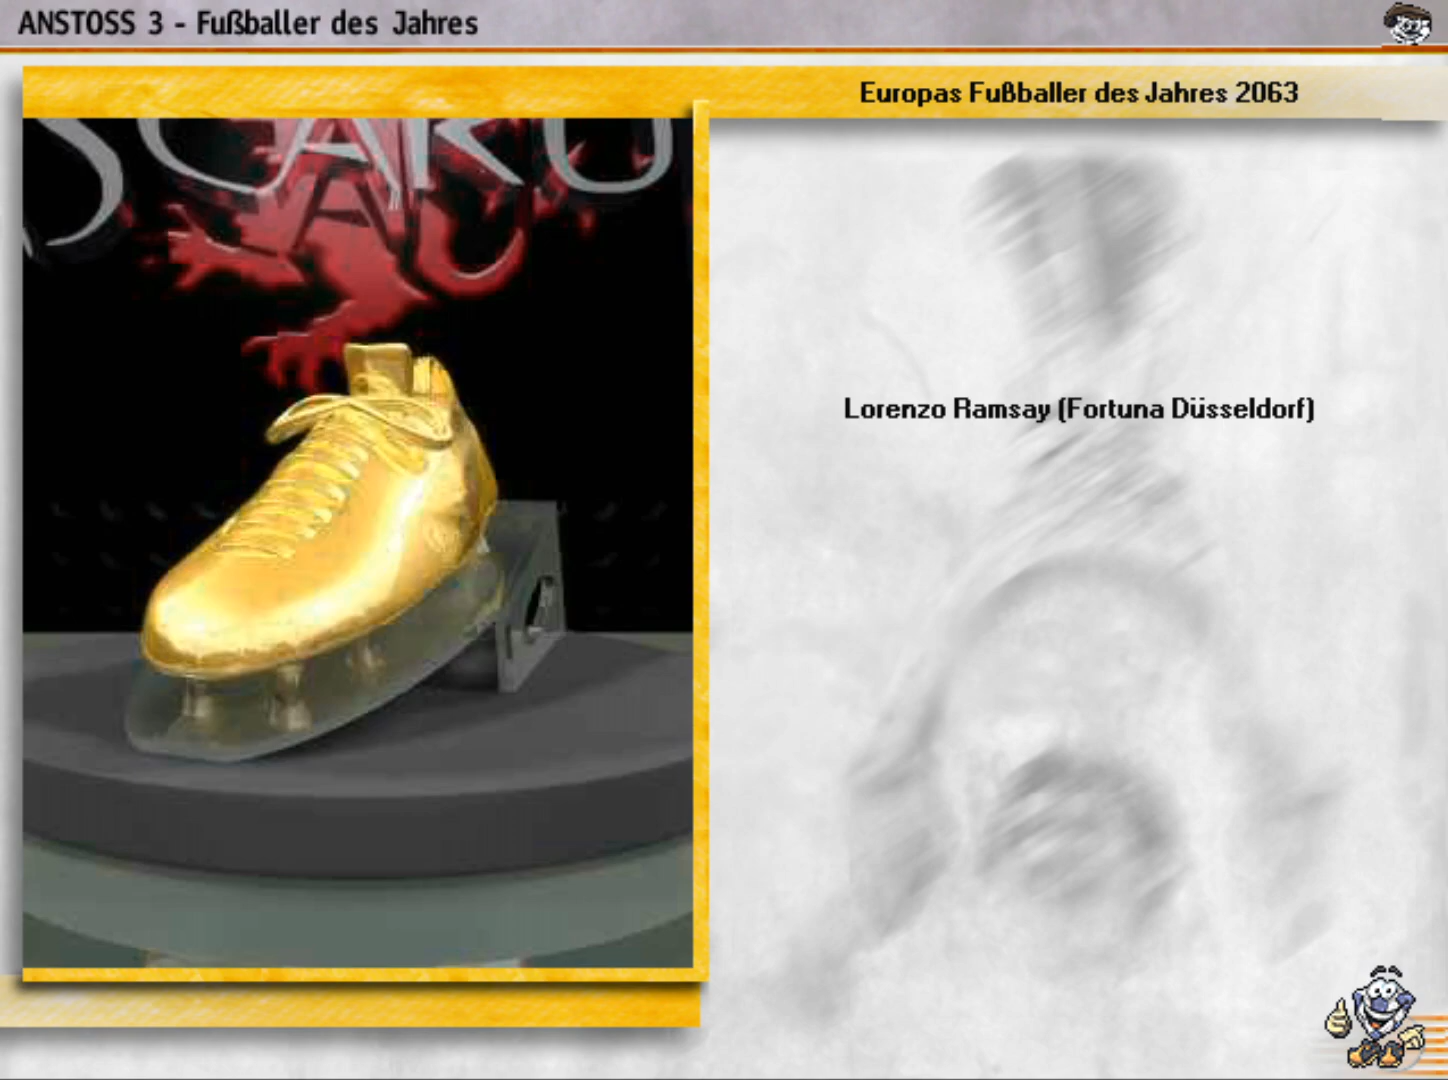 ANSTOSS 3 - Fußballer des Jahres
Europas Fußballer des Jahres 2063
Lorenzo Ramsay (Fortuna Düsseldorf)